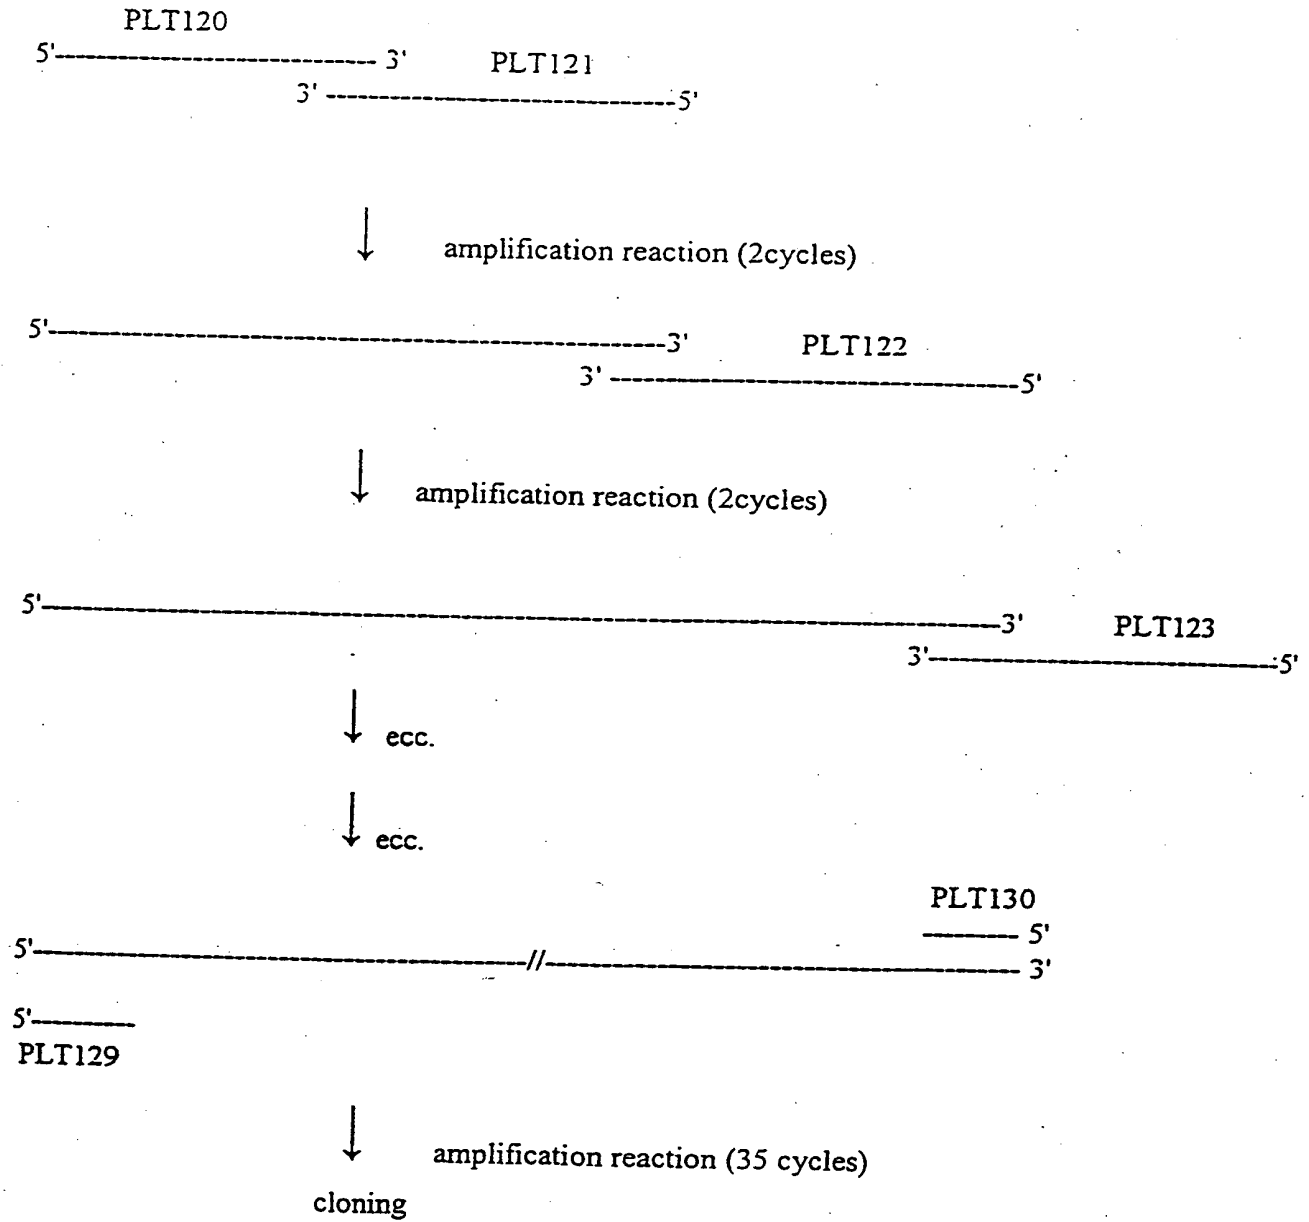 PLT120
5' 3' PLT121
3' 5'
amplification reaction (2cycles)
5' 3' PLT122
3' 5'
amplification reaction (2cycles)
5' 3' PLT123
3' 5'
ecc.
ecc.
PLT130
5'
5' // 3'
5'
PLT129
amplification reaction (35 cycles)
cloning